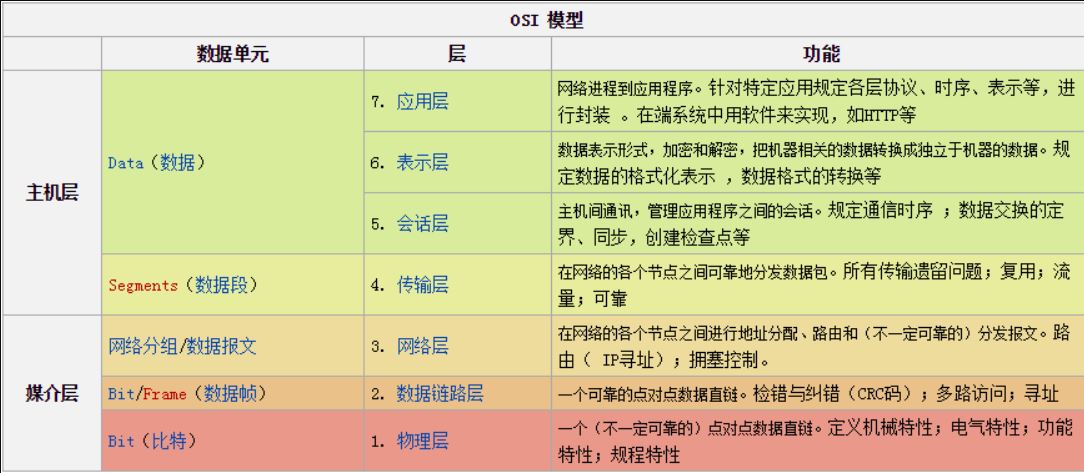 OSI 模型
数据单元 层 功能
主机层
Data（数据）
7. 应用层
网络进程到应用程序。针对特定应用规定各层协议、时序、表示等，进
行封装 。在端系统中用软件来实现，如HTTP等
6. 表示层
数据表示形式，加密和解密，把机器相关的数据转换成独立于机器的数据。规
定数据的格式化表示 ，数据格式的转换等
5. 会话层
主机间通讯，管理应用程序之间的会话。规定通信时序 ；数据交换的定
界、同步，创建检查点等
Segments（数据段）
4. 传输层
在网络的各个节点之间可靠地分发数据包。所有传输遗留问题；复用；流
量；可靠
媒介层
网络分组/数据报文
3. 网络层
在网络的各个节点之间进行地址分配、路由和（不一定可靠的）分发报文。路
由（ IP寻址）；拥塞控制。
Bit/Frame（数据帧）
2. 数据链路层
一个可靠的点对点数据直链。检错与纠错（CRC码）；多路访问；寻址
Bit（比特）
1. 物理层
一个（不一定可靠的）点对点数据直链。定义机械特性；电气特性；功能
特性；规程特性